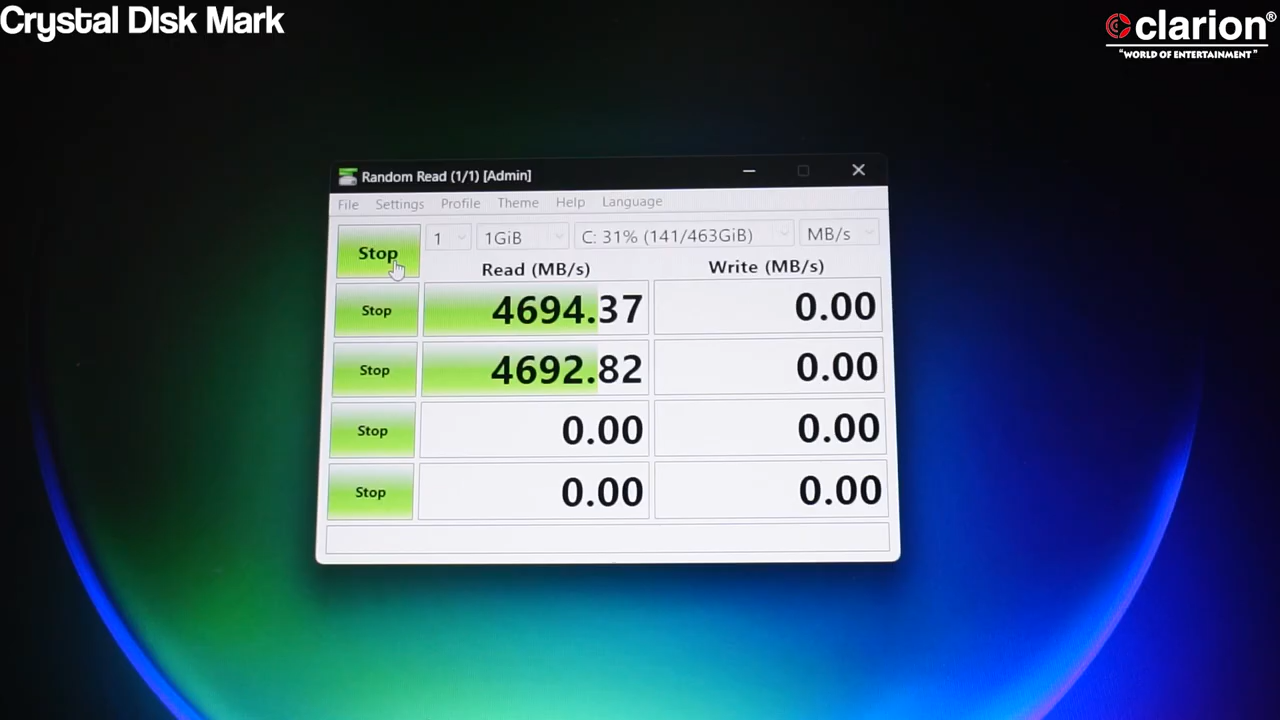 Crystal DIsk Mark
clarion®
"WORLD OF ENTERTAINMENT"
Random Read (1/1) [Admin]
File Settings Profile Theme Help Language
Stop 1 1GiB C: 31% (141/463GiB) MB/s
Read (MB/s) Write (MB/s)
Stop 4694.37 0.00
Stop 4692.82 0.00
Stop 0.00 0.00
Stop 0.00 0.00